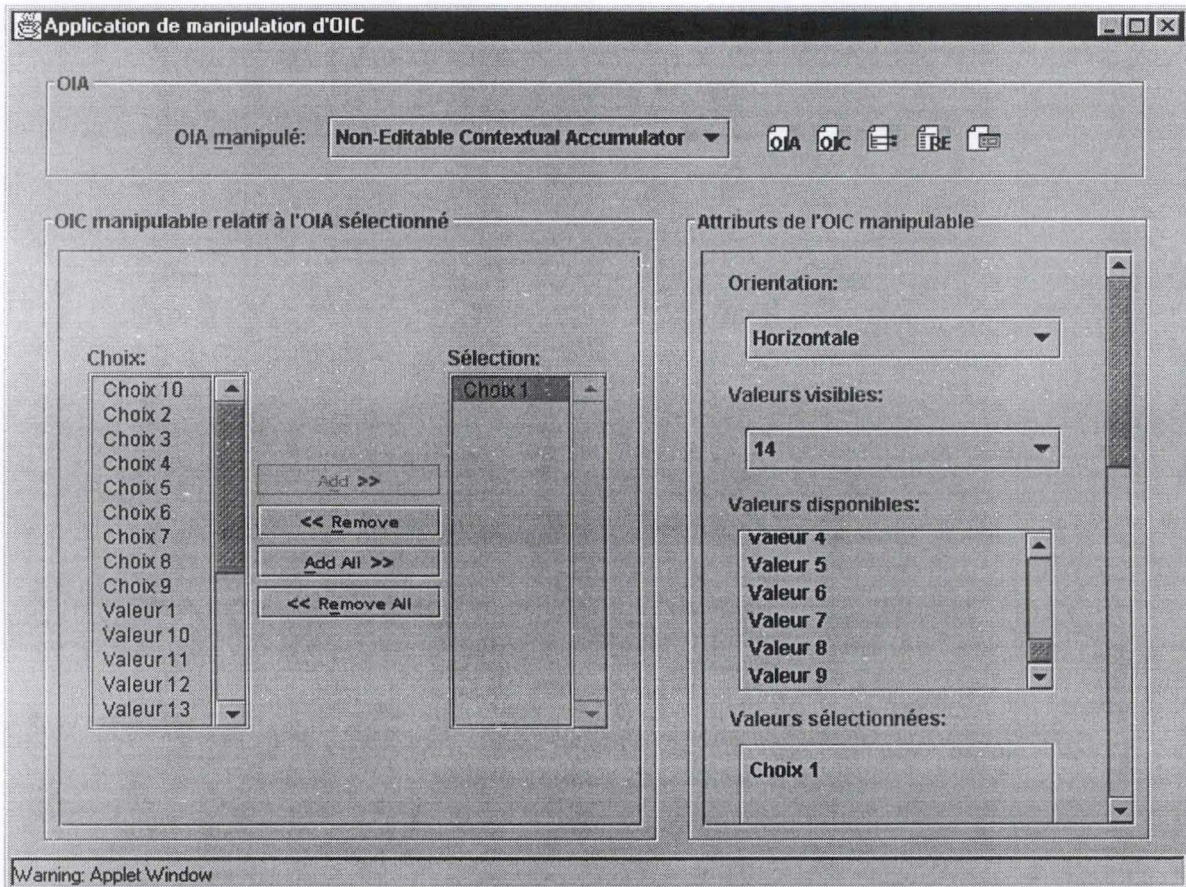 Application de manipulation d'OIC
OIA
OIA manipulé: Non-Editable Contextual Accumulator OIA OIC RE
OIC manipulable relatif à l'OIA sélectionné
Choix:
Choix 10
Choix 2
Choix 3
Choix 4
Choix 5
Choix 6
Choix 7
Choix 8
Choix 9
Valeur 1
Valeur 10
Valeur 11
Valeur 12
Valeur 13
Add >>
<< Remove
Add All >>
<< Remove All
Sélection:
Choix 1
Attributs de l'OIC manipulable
Orientation:
Horizontale
Valeurs visibles:
14
Valeurs disponibles:
Valeur 4
Valeur 5
Valeur 6
Valeur 7
Valeur 8
Valeur 9
Valeurs sélectionnées:
Choix 1
Warning: Applet Window